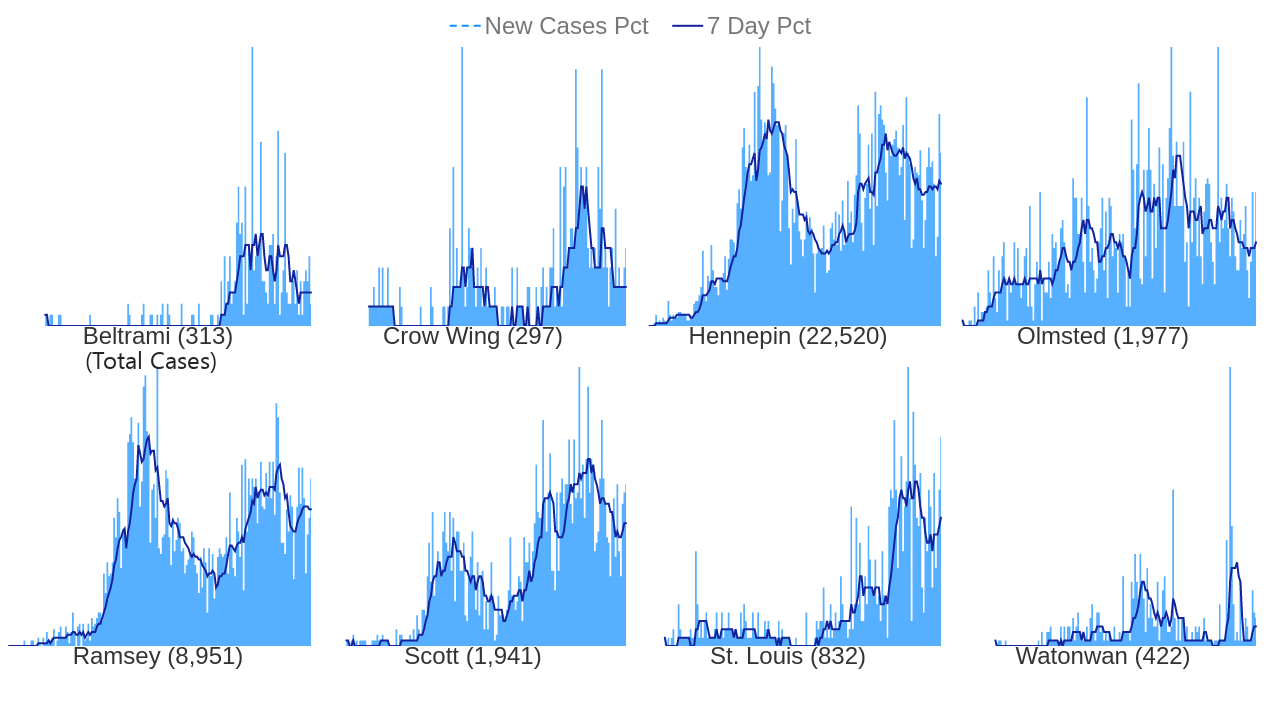 New Cases Pct 7 Day Pct
Beltrami (313) Crow Wing (297) Hennepin (22,520) Olmsted (1,977)
(Total Cases)
Ramsey (8,951) Scott (1,941) St. Louis (832) Watonwan (422)